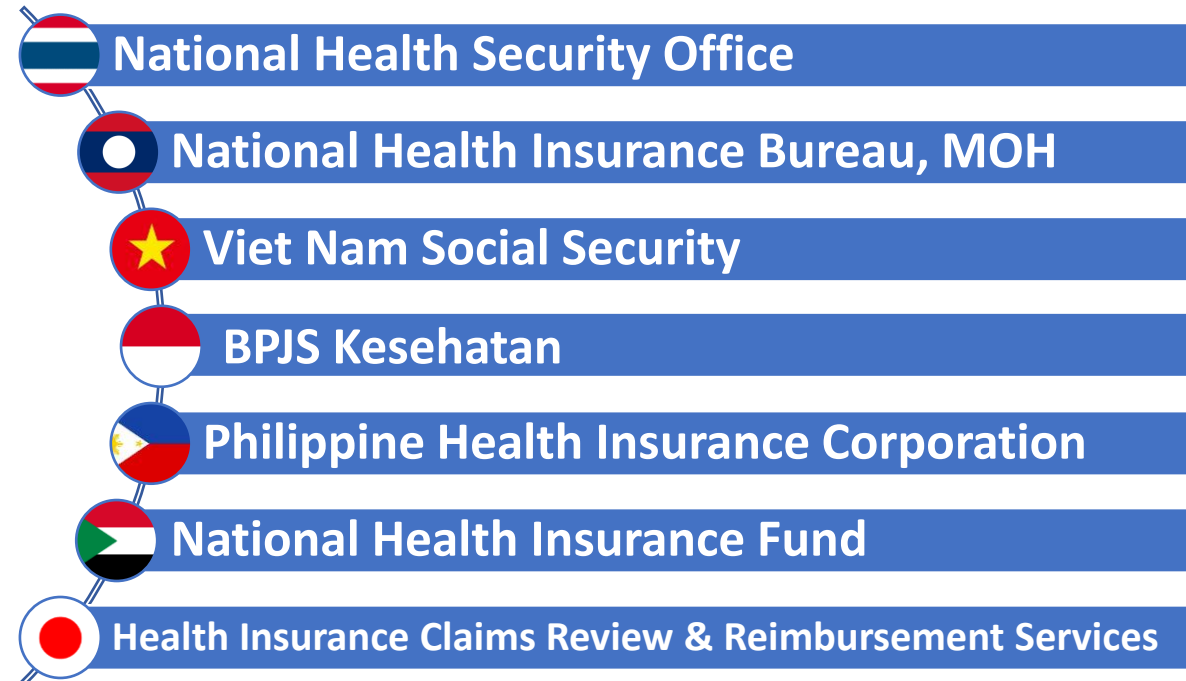 National Health Security Office
National Health Insurance Bureau, MOH
Viet Nam Social Security
BPJS Kesehatan
Philippine Health Insurance Corporation
National Health Insurance Fund
Health Insurance Claims Review & Reimbursement Services